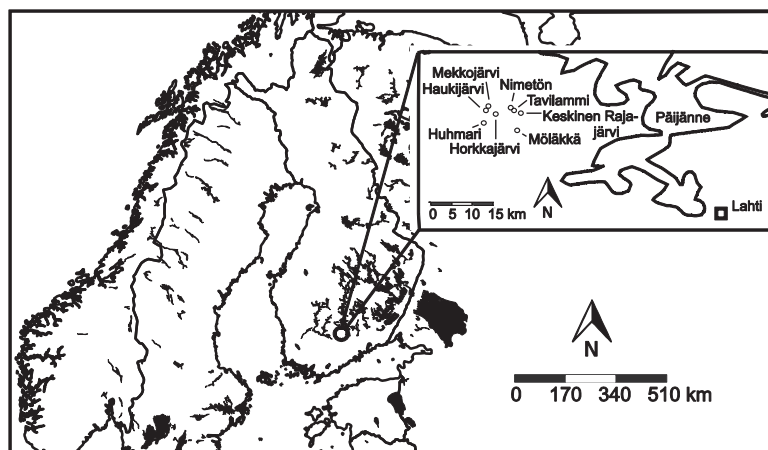 Mekkojärvi
Haukijärvi
Nimetön
Tavilammi
Keskinen Raja-
järvi
Päijänne
Huhmari
Möläkkä
Horkkajärvi
Lahti
0 5 10 15 km
N
N
0 170 340 510 km